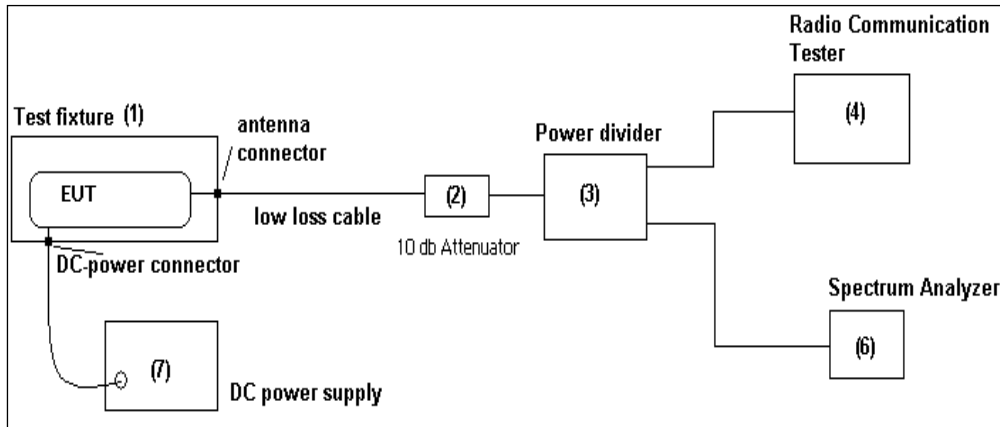 Radio Communication
Tester
(4)
Test fixture (1)
antenna
connector
Power divider
EUT
(2)
(3)
low loss cable
10 db Attenuator
DC-power connector
Spectrum Analyzer
(6)
(7)
DC power supply